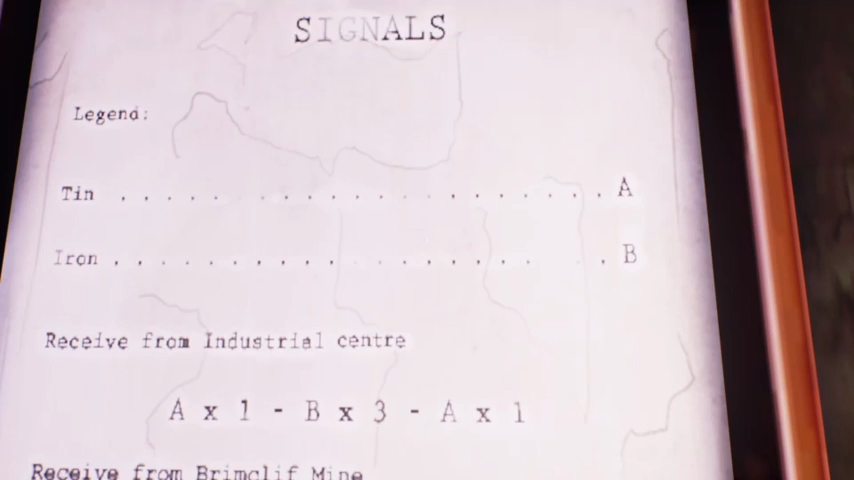 SIGNALS
Legend:
Tin . . . . . . . . . . . . . . . . . . . . . A
Iron . . . . . . . . . . . . . . . . . . . . B
Receive from Industrial centre
A x 1 - B x 3 - A x 1
Receive from Brimclif Mine